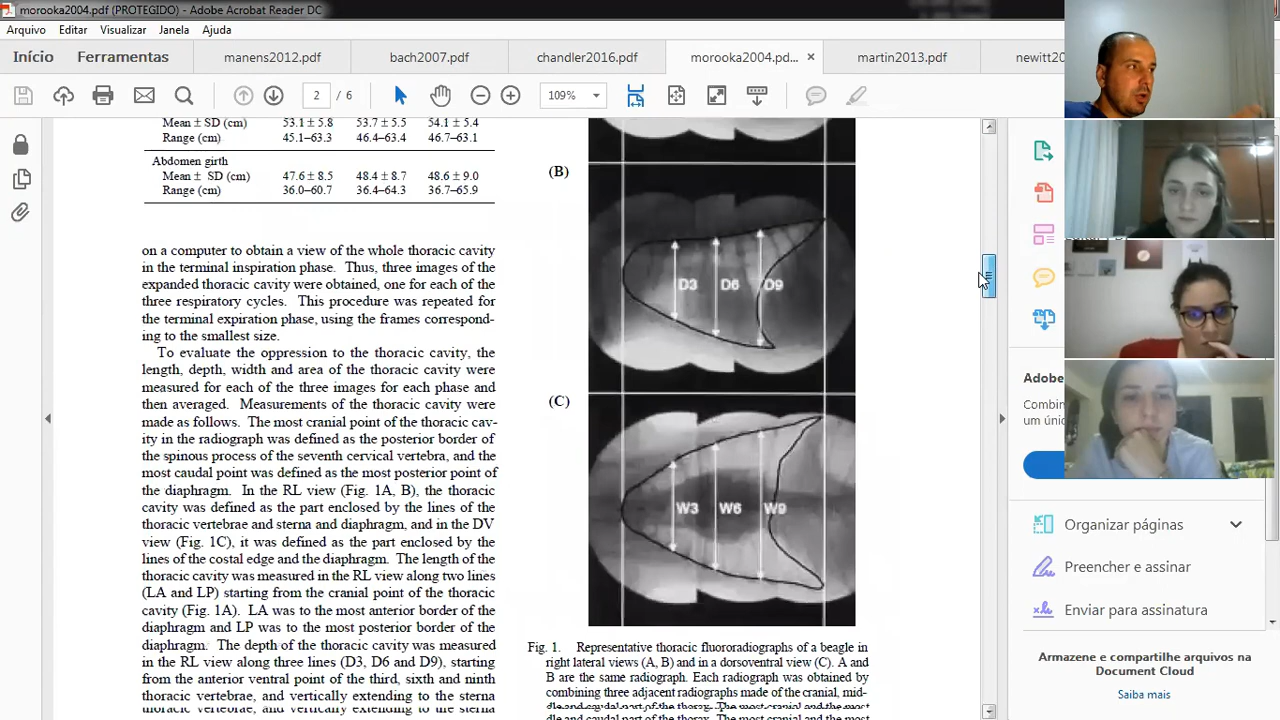 morooka2004.pdf (PROTEGIDO) - Adobe Acrobat Reader DC
Arquivo Editar Visualizar Janela Ajuda
Início Ferramentas manens2012.pdf bach2007.pdf chandler2016.pdf morooka2004.pd... × martin2013.pdf newitt20
2 / 6 109%
Mean ± SD (cm) 53.1 ± 5.8 53.7 ± 5.5 54.1 ± 5.4
Range (cm) 45.1–63.3 46.4–63.4 46.7–63.1
Abdomen girth
Mean ± SD (cm) 47.6 ± 8.5 48.4 ± 8.7 48.6 ± 9.0
Range (cm) 36.0–60.7 36.4–64.3 36.7–65.9
on a computer to obtain a view of the whole thoracic cavity
in the terminal inspiration phase. Thus, three images of the
expanded thoracic cavity were obtained, one for each of the
three respiratory cycles. This procedure was repeated for
the terminal expiration phase, using the frames correspond-
ing to the smallest size.
To evaluate the oppression to the thoracic cavity, the
length, depth, width and area of the thoracic cavity were
measured for each of the three images for each phase and
then averaged. Measurements of the thoracic cavity were
made as follows. The most cranial point of the thoracic cav-
ity in the radiograph was defined as the posterior border of
the spinous process of the seventh cervical vertebra, and the
most caudal point was defined as the most posterior point of
the diaphragm. In the RL view (Fig. 1A, B), the thoracic
cavity was defined as the part enclosed by the lines of the
thoracic vertebrae and sterna and diaphragm, and in the DV
view (Fig. 1C), it was defined as the part enclosed by the
lines of the costal edge and the diaphragm. The length of the
thoracic cavity was measured in the RL view along two lines
(LA and LP) starting from the cranial point of the thoracic
cavity (Fig. 1A). LA was to the most anterior border of the
diaphragm and LP was to the most posterior border of the
diaphragm. The depth of the thoracic cavity was measured
in the RL view along three lines (D3, D6 and D9), starting
from the anterior ventral point of the third, sixth and ninth
thoracic vertebrae, and vertically extending to the sterna
(B)
D3 D6 D9
(C)
W3 W6 W9
Fig. 1. Representative thoracic fluororadiographs of a beagle in
right lateral views (A, B) and in a dorsoventral view (C). A and
B are the same radiograph. Each radiograph was obtained by
combining three adjacent radiographs made of the cranial, mid-
dle and caudal part of the thorax. The most cranial and the most
Adobe
Combin
um únic
Organizar páginas
Preencher e assinar
Enviar para assinatura
Armazene e compartilhe arquivos na
Document Cloud
Saiba mais